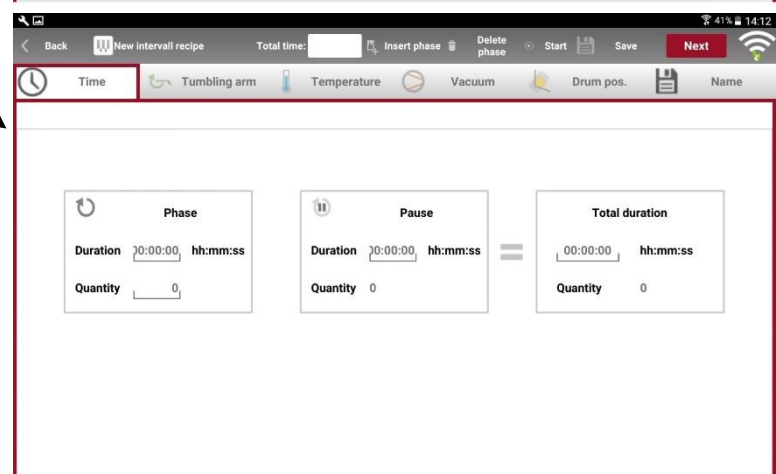 41% 14:12
Back New intervall recipe Total time: Insert phase Delete phase Start Save Next
Time Tumbling arm Temperature Vacuum Drum pos. Name
Phase Pause Total duration
Duration 00:00:00 hh:mm:ss Duration 00:00:00 hh:mm:ss 00:00:00 hh:mm:ss
Quantity 0 Quantity 0 Quantity 0